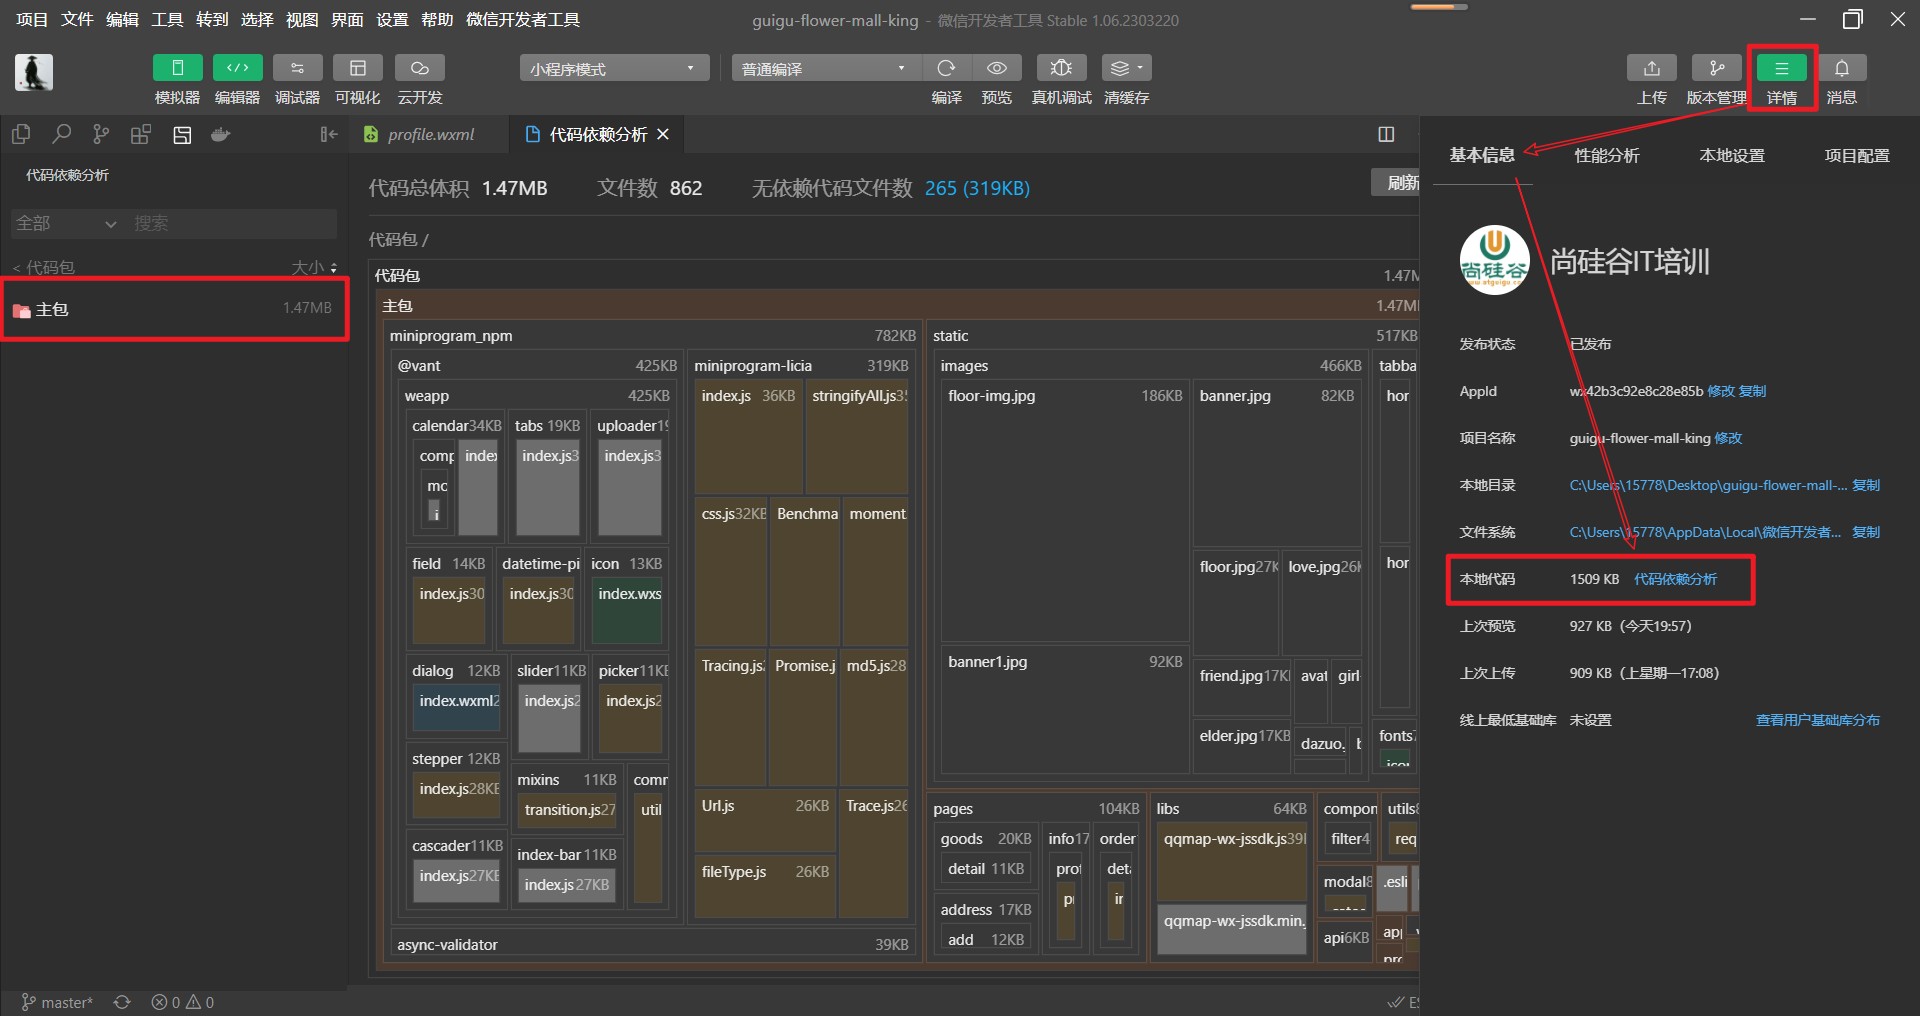 项目 文件 编辑 工具 转到 选择 视图 界面 设置 帮助 微信开发者工具
guigu-flower-mall-king - 微信开发者工具 Stable 1.06.2303220
小程序模式
普通编译
模拟器 编辑器 调试器 可视化 云开发
编译 预览 真机调试 清缓存
上传 版本管理 详情 消息
profile.wxml
代码依赖分析
代码依赖分析
全部 搜索
< 代码包 大小
主包 1.47MB
代码总体积 1.47MB 文件数 862 无依赖代码文件数 265 (319KB)
刷新
代码包 /
代码包 1.47M
主包 1.47M
miniprogram_npm 782KB
@vant 425KB
weapp 425KB
calendar34KB
comp
mc
i
index
tabs 19KB
index.js3
uploader19
index.js3
field 14KB
index.js30
datetime-pi
index.js30
icon 13KB
index.wxs
dialog 12KB
index.wxml2
slider11KB
index.js2
picker11KB
index.js2
stepper 12KB
index.js28KB
mixins 11KB
transition.js27
comm
util
cascader11KB
index.js27KB
index-bar11KB
index.js27KB
miniprogram-licia 319KB
index.js 36KB
stringifyAll.js35
css.js32KB
Benchma
moment
Tracing.js
Promise.j
md5.js28
Url.js 26KB
Trace.js26
fileType.js 26KB
async-validator 39KB
static 517KB
images 466KB
floor-img.jpg 186KB
banner.jpg 82KB
floor.jpg27K
love.jpg26K
banner1.jpg 92KB
friend.jpg17K
avat
girl
elder.jpg17KB
dazuo.
tabba
hor
hor
fonts
pages 104KB
goods 20KB
detail 11KB
address 17KB
add 12KB
info17
prof
order
deta
libs 64KB
qqmap-wx-jssdk.js39
qqmap-wx-jssdk.min.
compon
filter4
modal8
api6KB
utils8
req
.esli
app
基本信息 性能分析 本地设置 项目配置
尚硅谷
www.atguigu.com
尚硅谷IT培训
发布状态 已发布
AppId wx42b3c92e8c28e85b 修改 复制
项目名称 guigu-flower-mall-king 修改
本地目录 C:\Users\15778\Desktop\guigu-flower-mall-... 复制
文件系统 C:\Users\15778\AppData\Local\微信开发者... 复制
本地代码 1509 KB 代码依赖分析
上次预览 927 KB (今天19:57)
上次上传 909 KB (上星期一17:08)
线上最低基础库 未设置 查看用户基础库分布
master* 0 0